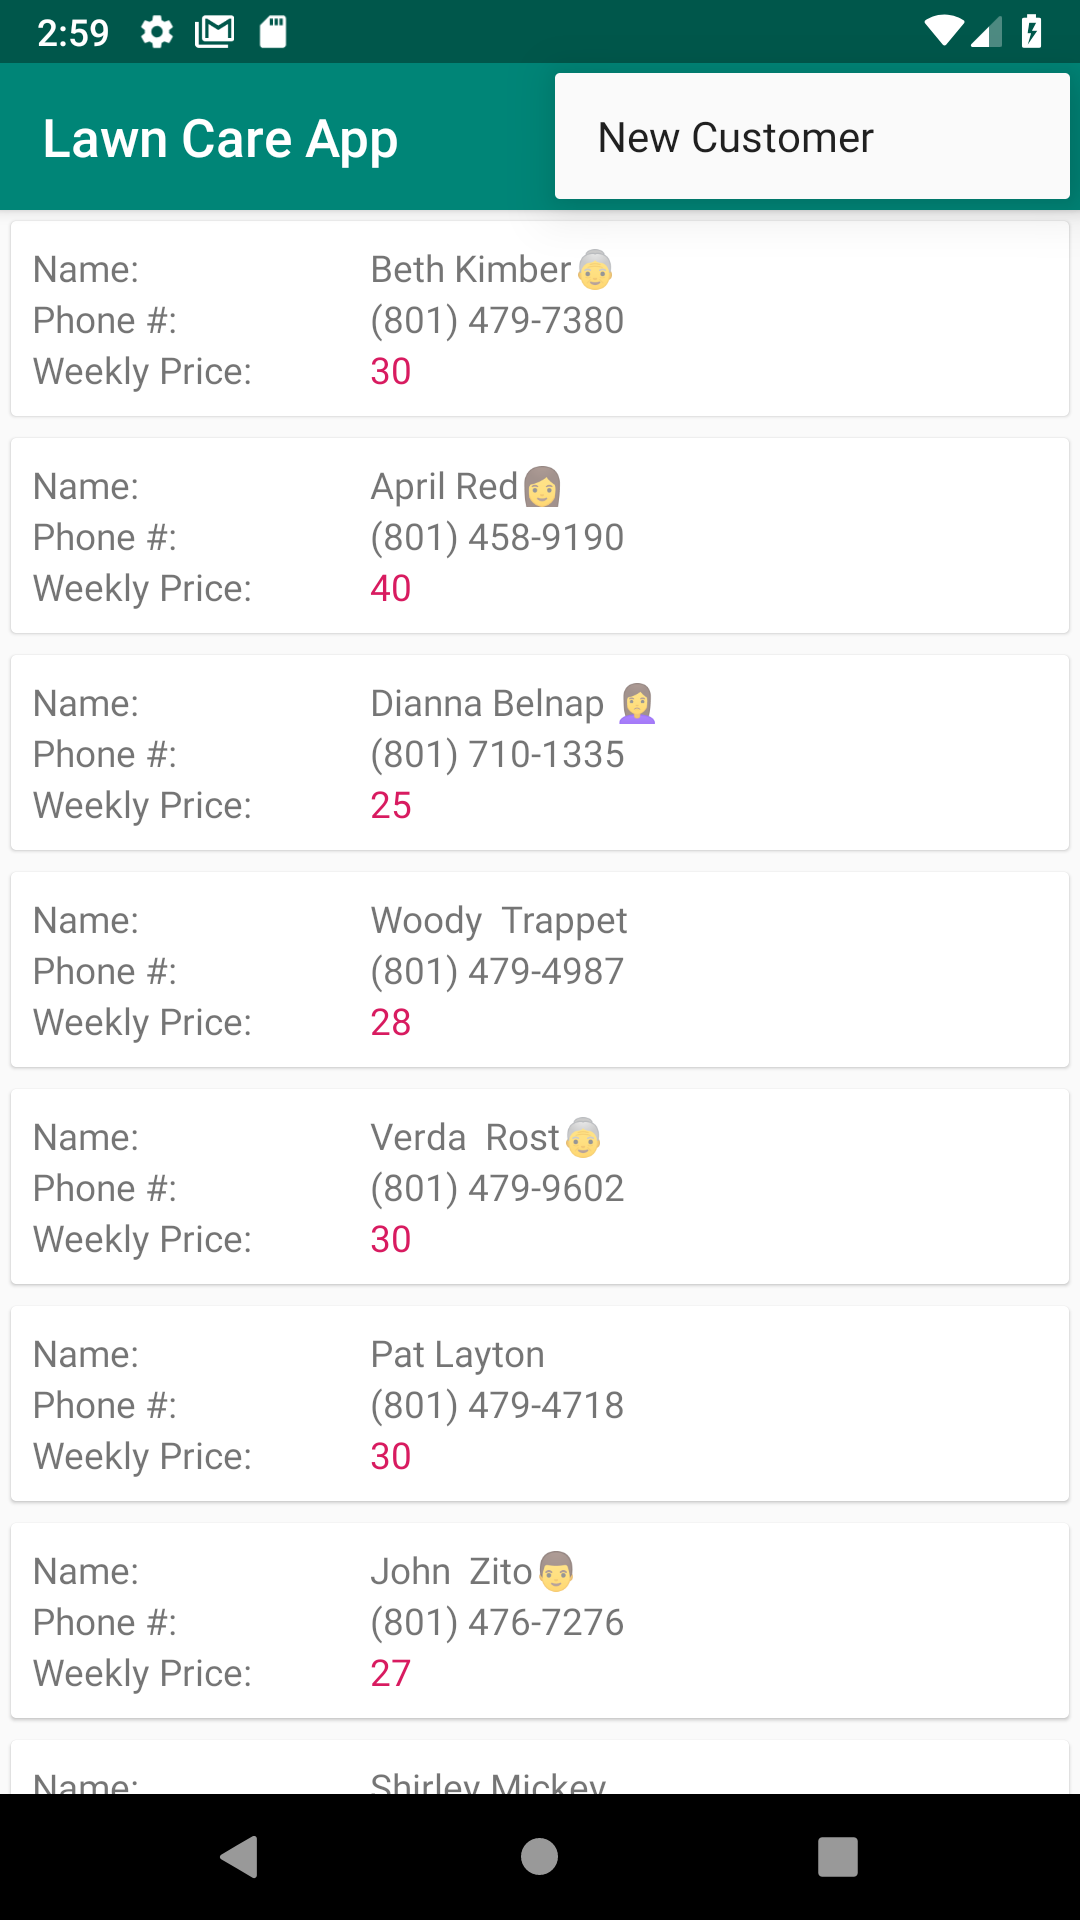 2:59
Lawn Care App
New Customer
Name: Beth Kimber👵
Phone #: (801) 479-7380
Weekly Price: 30
Name: April Red👩
Phone #: (801) 458-9190
Weekly Price: 40
Name: Dianna Belnap 🙍‍♀️
Phone #: (801) 710-1335
Weekly Price: 25
Name: Woody  Trappet
Phone #: (801) 479-4987
Weekly Price: 28
Name: Verda  Rost👵
Phone #: (801) 479-9602
Weekly Price: 30
Name: Pat Layton
Phone #: (801) 479-4718
Weekly Price: 30
Name: John  Zito👨
Phone #: (801) 476-7276
Weekly Price: 27
Name: Shirley Mickey